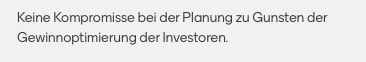 Keine Kompromisse bei der Planung zu Gunsten der
Gewinnoptimierung der Investoren.